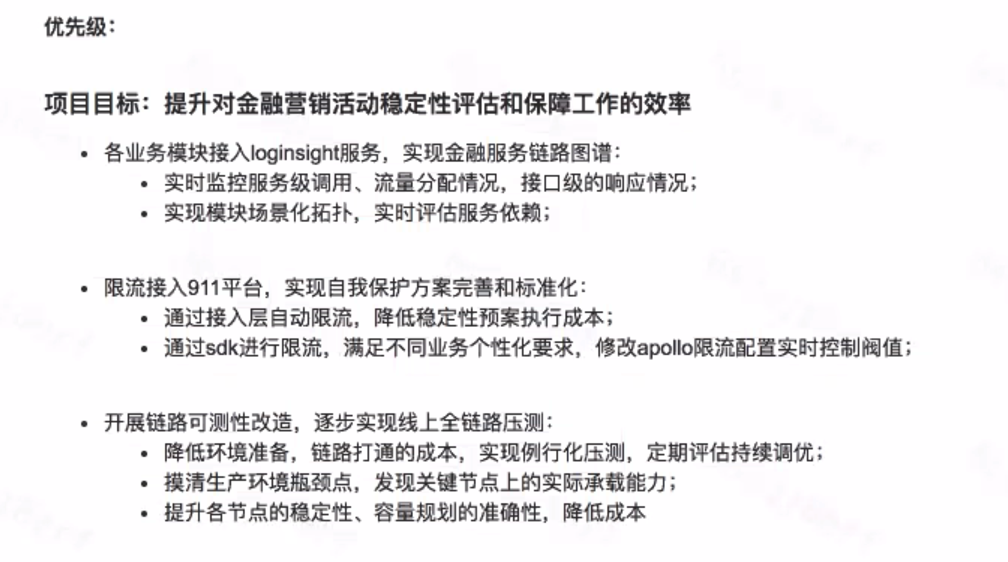 优先级：
项目目标：提升对金融营销活动稳定性评估和保障工作的效率
• 各业务模块接入loginsight服务，实现金融服务链路图谱：
• 实时监控服务级调用、流量分配情况，接口级的响应情况；
• 实现模块场景化拓扑，实时评估服务依赖；
• 限流接入911平台，实现自我保护方案完善和标准化：
• 通过接入层自动限流，降低稳定性预案执行成本；
• 通过sdk进行限流，满足不同业务个性化要求，修改apollo限流配置实时控制阀值；
• 开展链路可测性改造，逐步实现线上全链路压测：
• 降低环境准备，链路打通的成本，实现例行化压测，定期评估持续调优；
• 摸清生产环境瓶颈点，发现关键节点上的实际承载能力；
• 提升各节点的稳定性、容量规划的准确性，降低成本